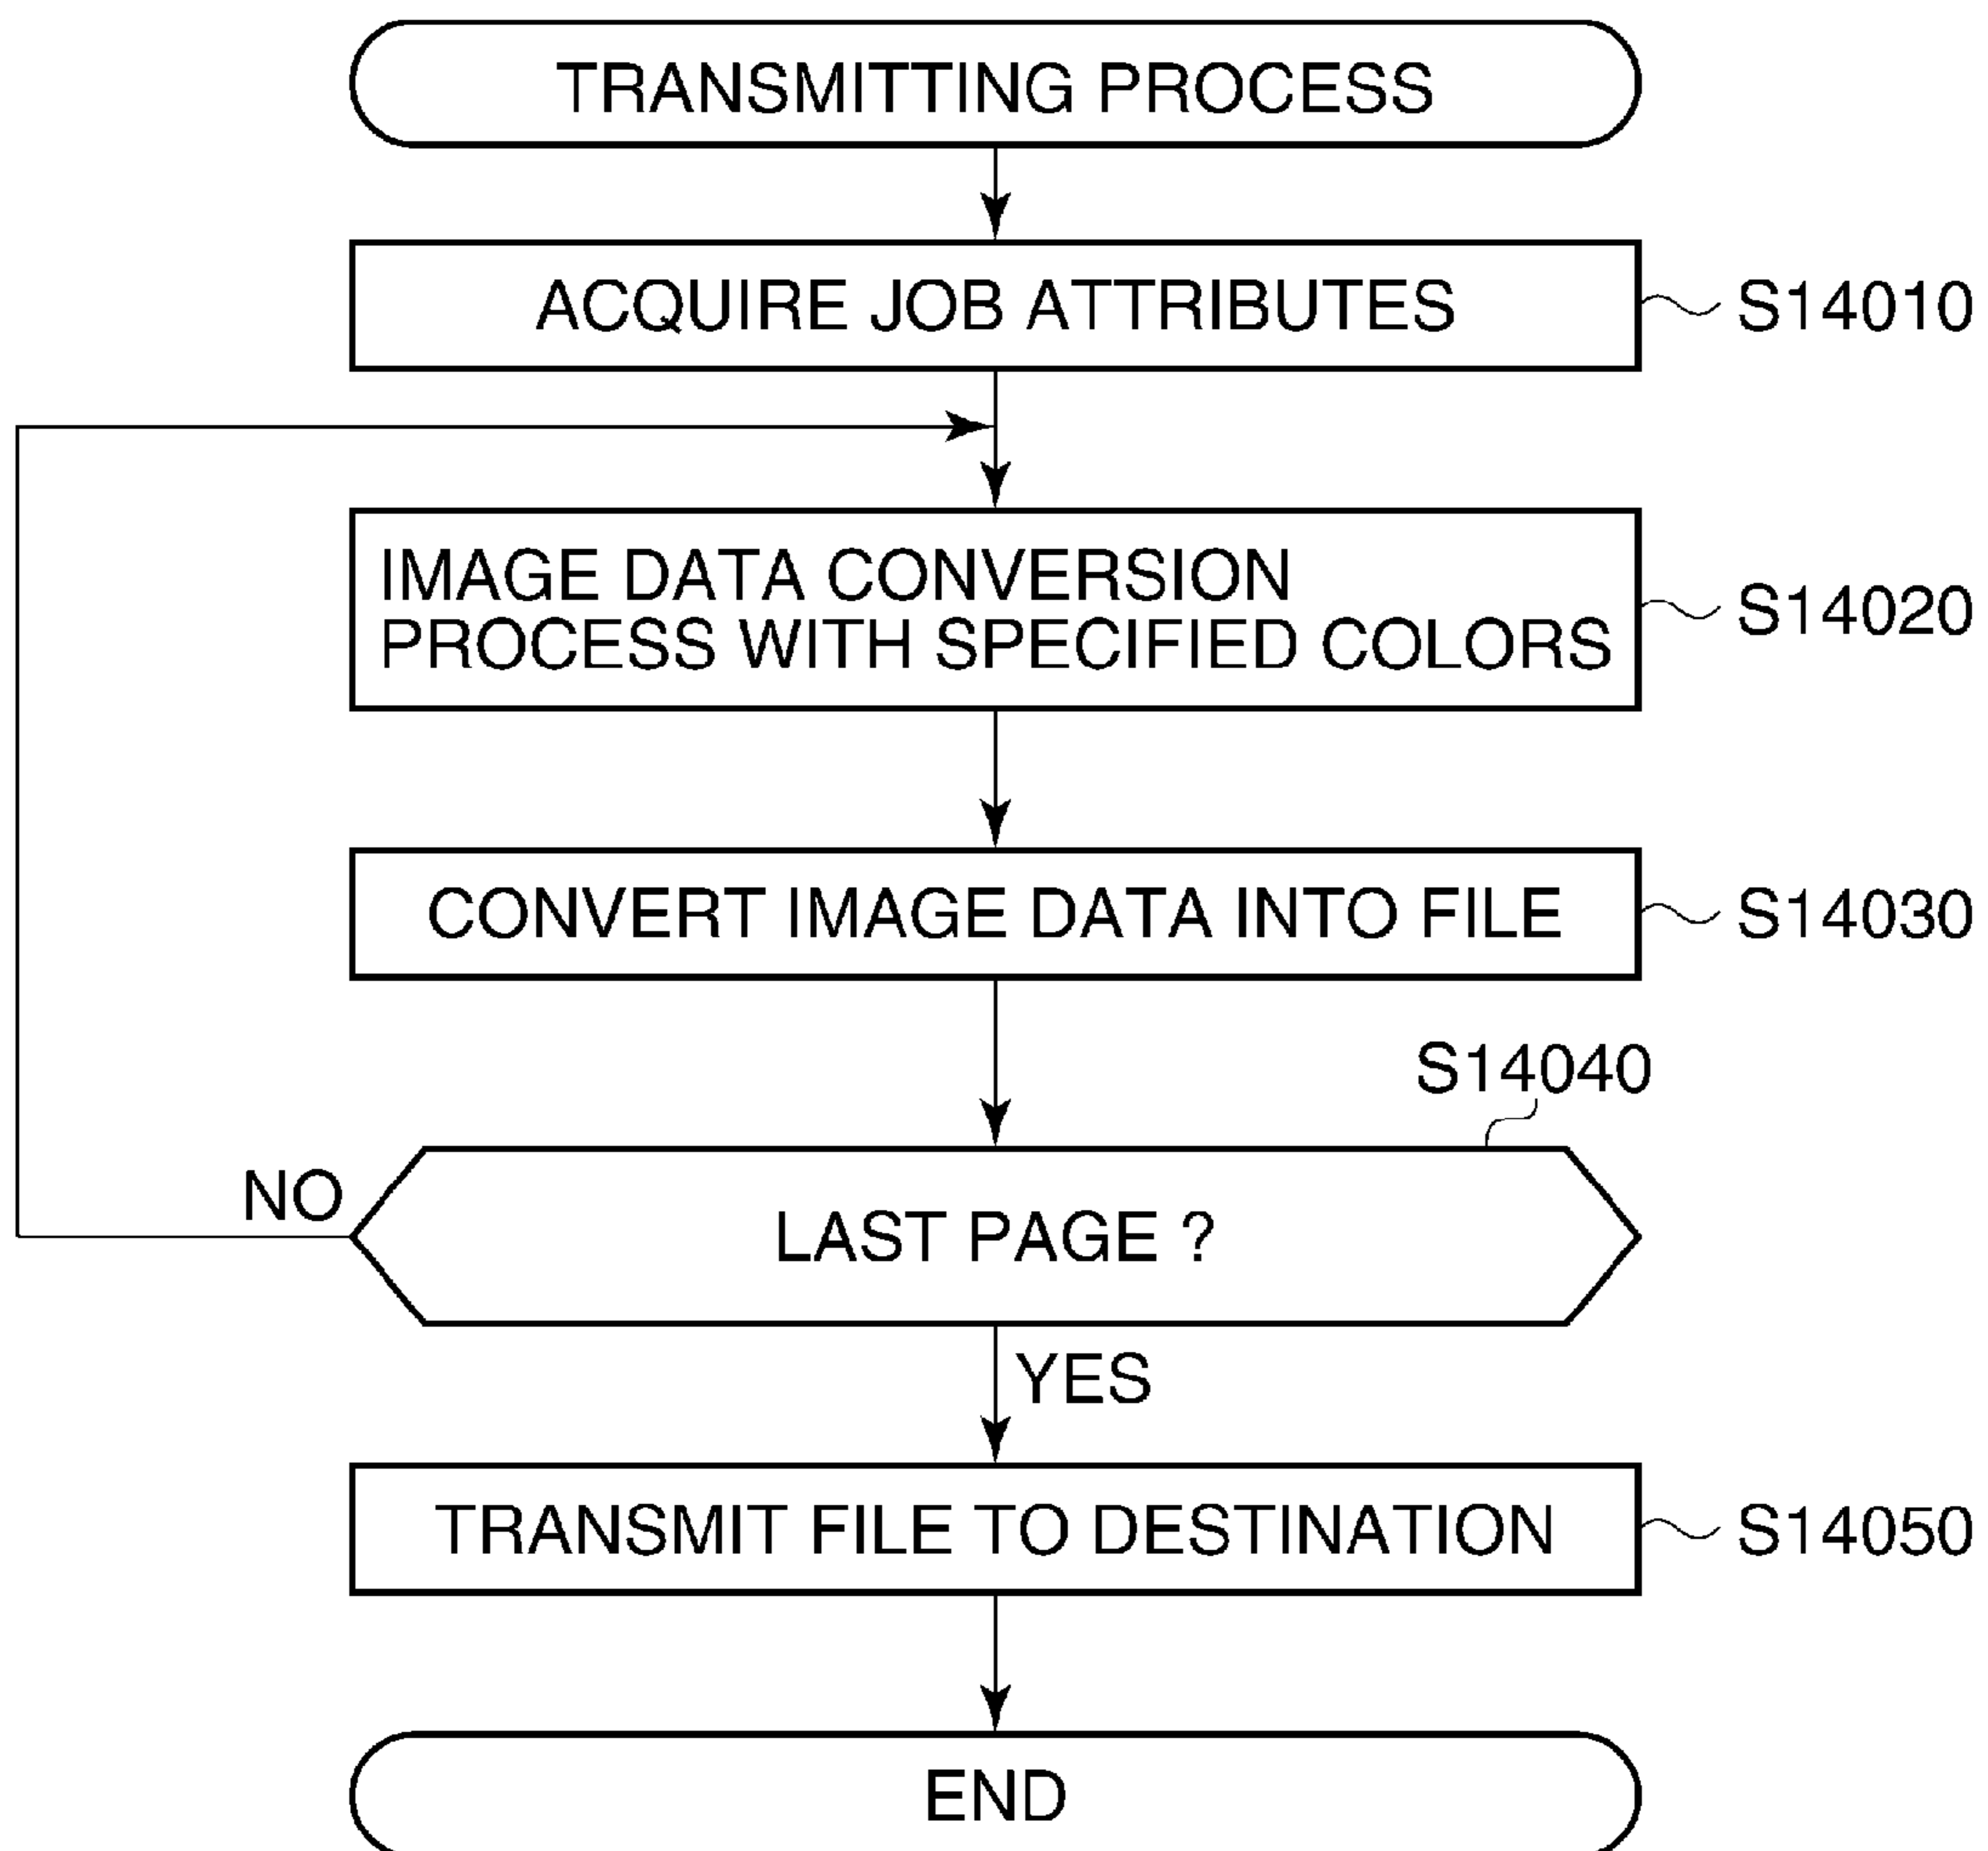 TRANSMITTING PROCESS
ACQUIRE JOB ATTRIBUTES
S14010
IMAGE DATA CONVERSION
PROCESS WITH SPECIFIED COLORS
S14020
CONVERT IMAGE DATA INTO FILE
S14030
S14040
NO
LAST PAGE ?
YES
TRANSMIT FILE TO DESTINATION
S14050
END